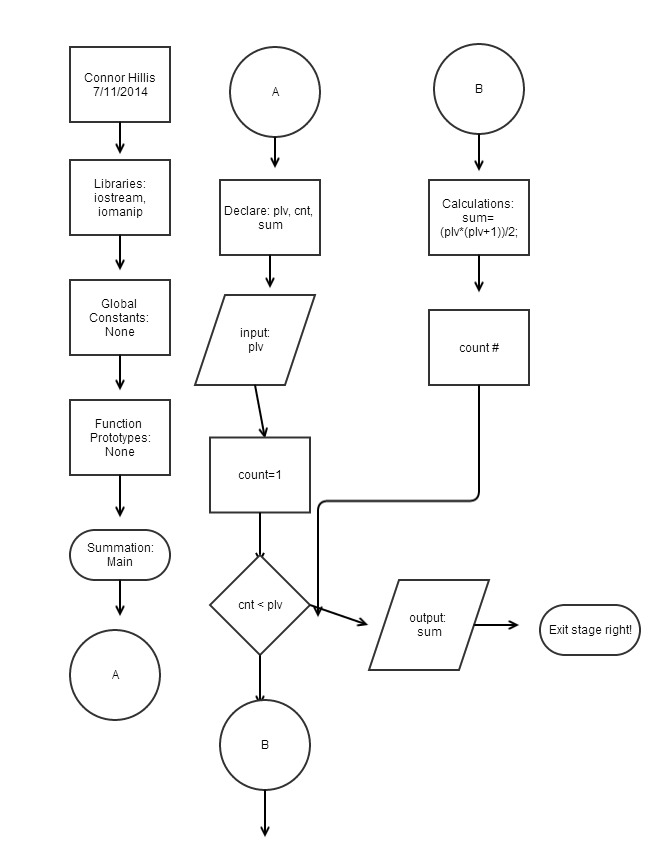 Connor Hillis
7/11/2014
Libraries:
iostream,
iomanip
Global
Constants:
None
Function
Prototypes:
None
Summation:
Main
A
A
Declare: plv, cnt,
sum
input:
plv
count=1
cnt < plv
B
B
Calculations:
sum=
(plv*(plv+1))/2;
count #
output:
sum
Exit stage right!